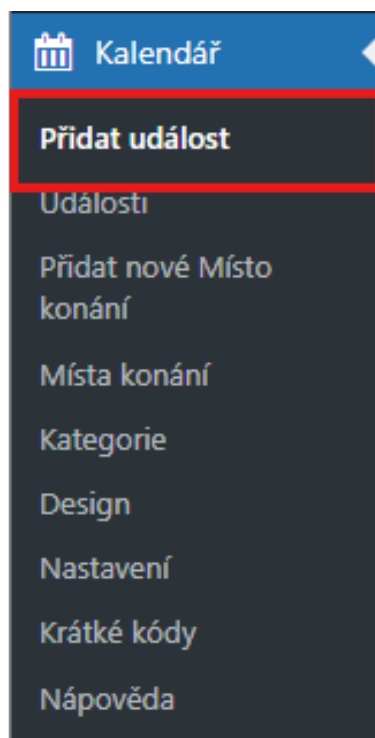 Kalendář
Přidat událost
Události
Přidat nové Místo
konání
Místa konání
Kategorie
Design
Nastavení
Krátké kódy
Nápověda